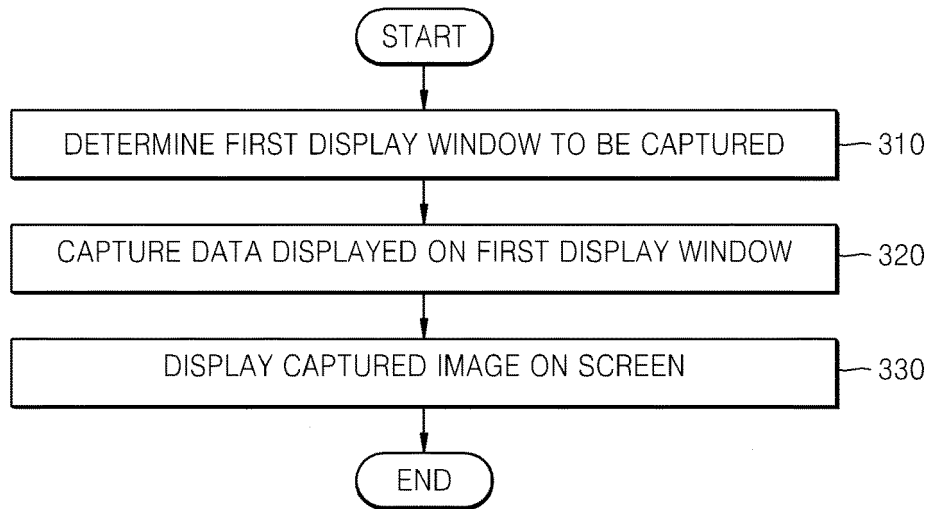 START
DETERMINE FIRST DISPLAY WINDOW TO BE CAPTURED
310
CAPTURE DATA DISPLAYED ON FIRST DISPLAY WINDOW
320
DISPLAY CAPTURED IMAGE ON SCREEN
330
END